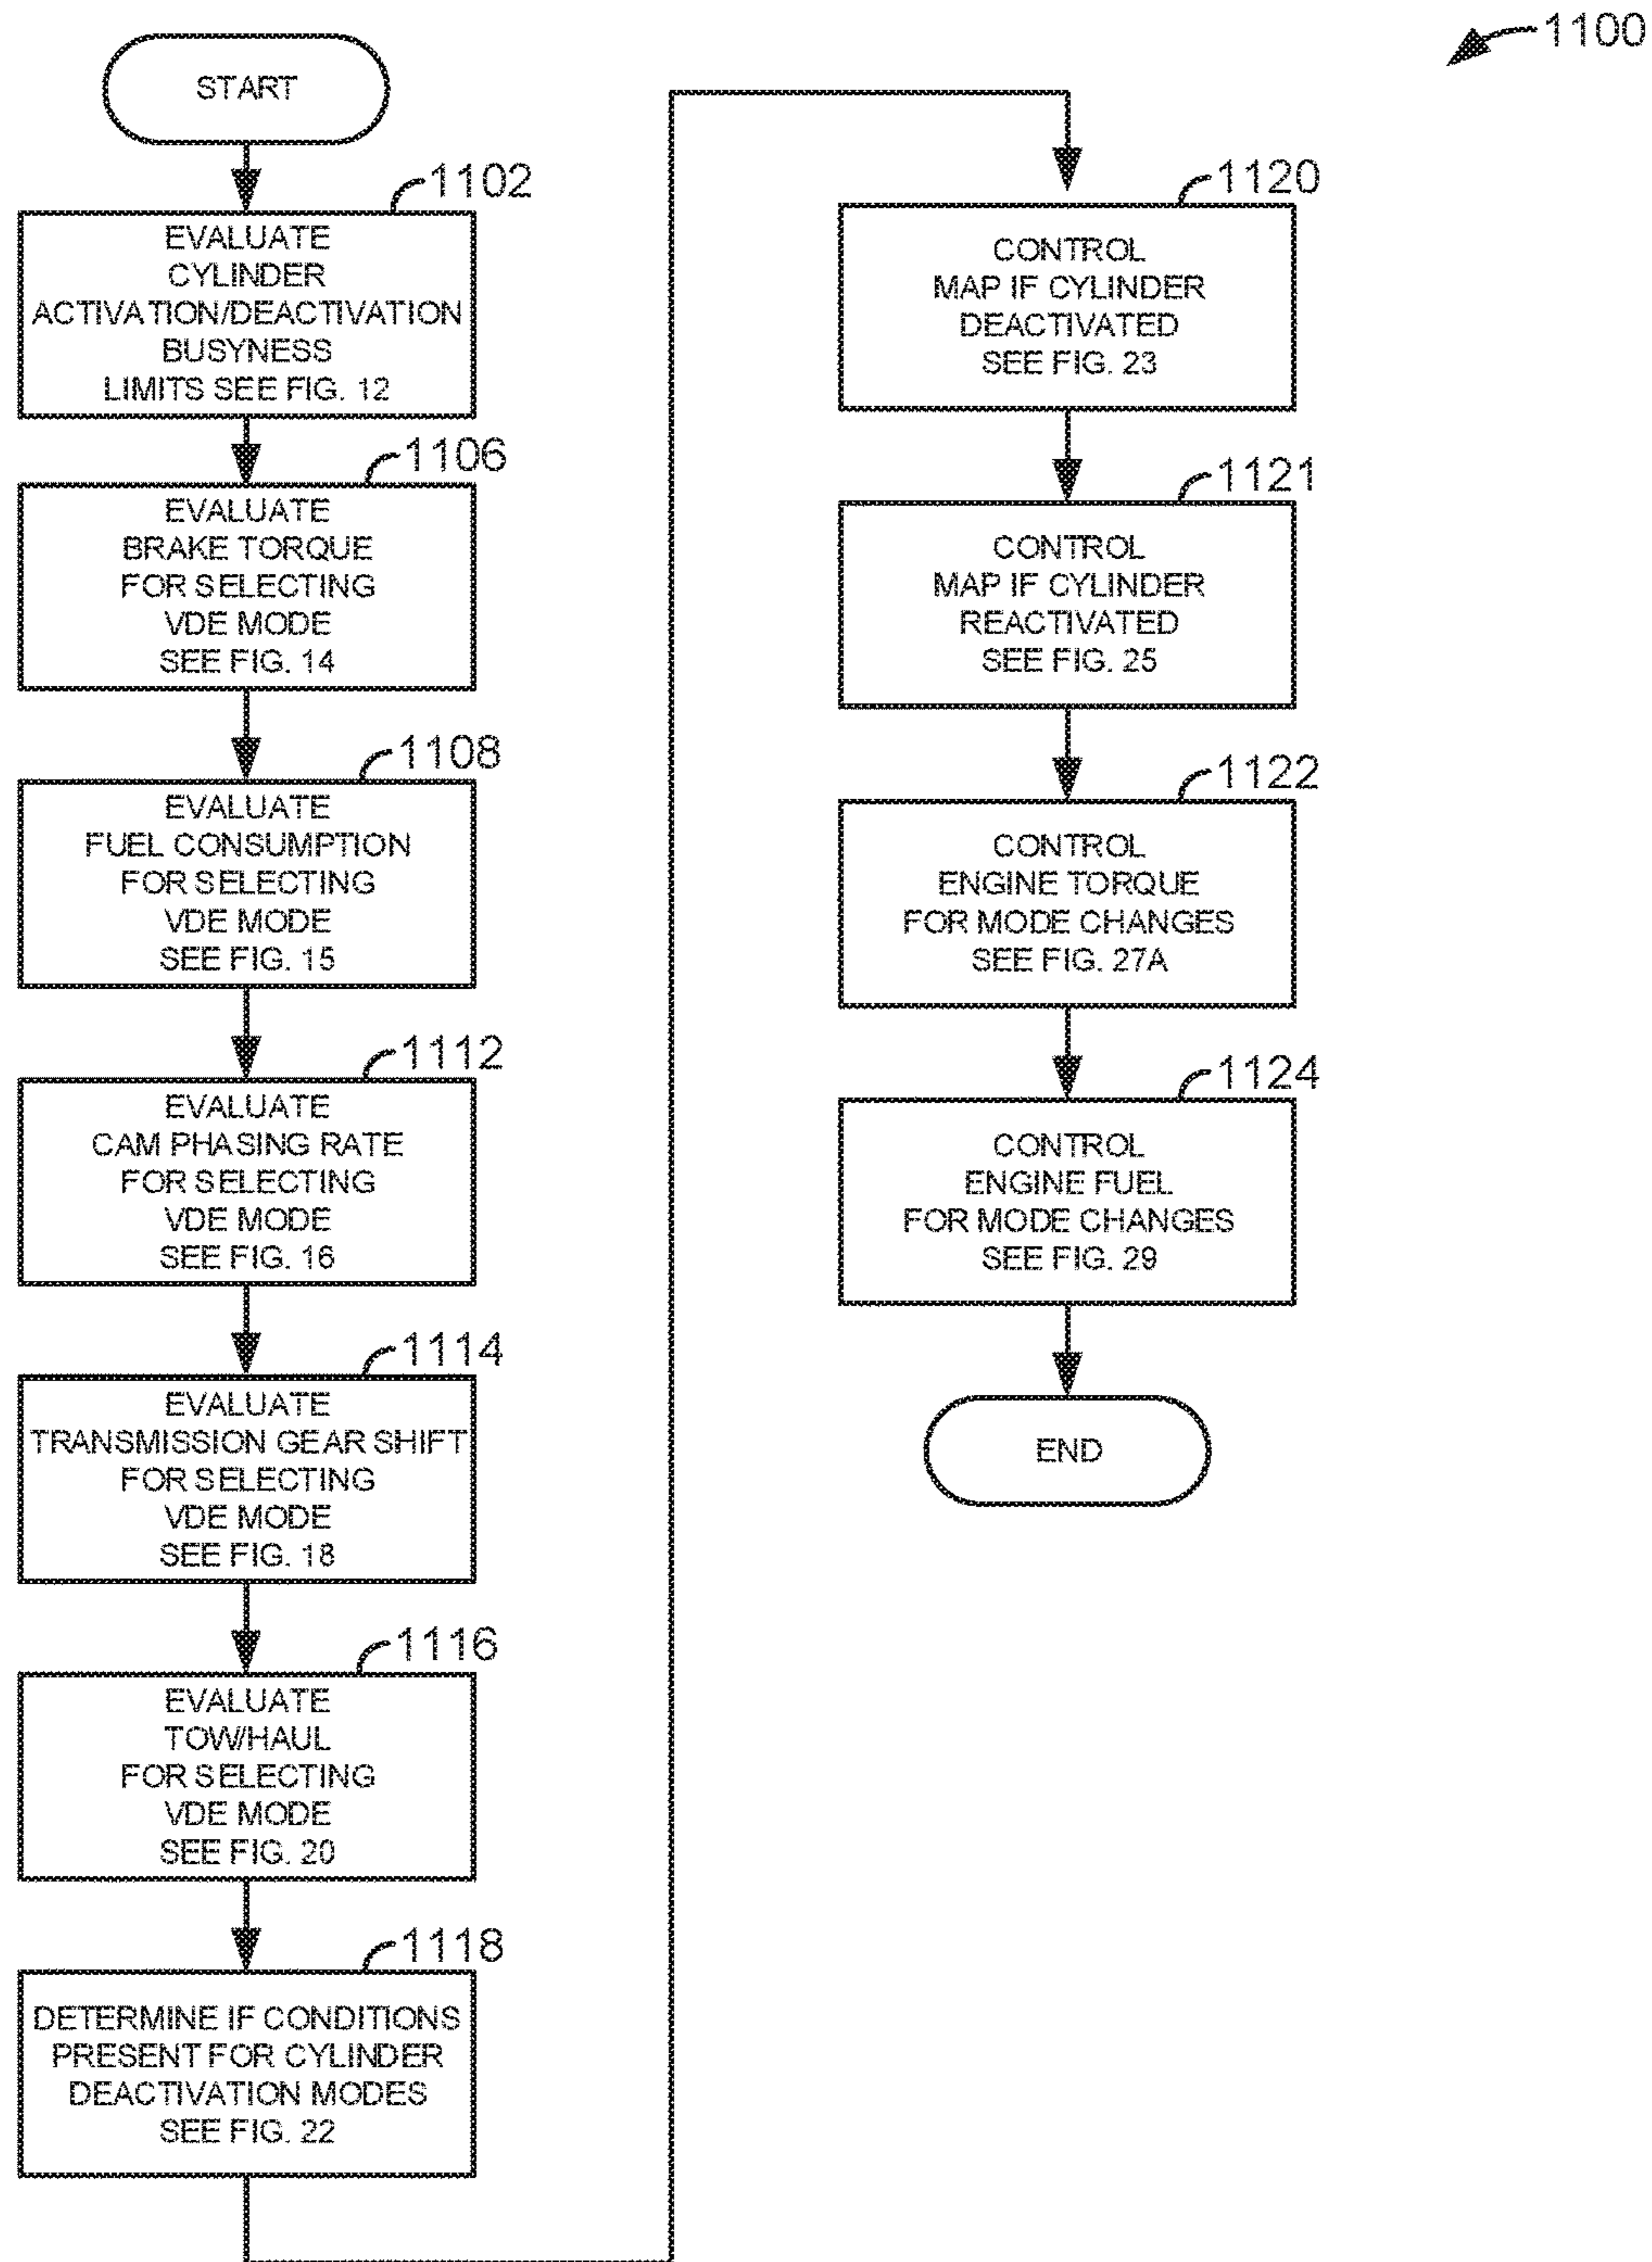 1100
START
1102
EVALUATE
CYLINDER
ACTIVATION/DEACTIVATION
BUSYNESS
LIMITS SEE FIG. 12
1106
EVALUATE
BRAKE TORQUE
FOR SELECTING
VDE MODE
SEE FIG. 14
1108
EVALUATE
FUEL CONSUMPTION
FOR SELECTING
VDE MODE
SEE FIG. 15
1112
EVALUATE
CAM PHASING RATE
FOR SELECTING
VDE MODE
SEE FIG. 16
1114
EVALUATE
TRANSMISSION GEAR SHIFT
FOR SELECTING
VDE MODE
SEE FIG. 18
1116
EVALUATE
TOW/HAUL
FOR SELECTING
VDE MODE
SEE FIG. 20
1118
DETERMINE IF CONDITIONS
PRESENT FOR CYLINDER
DEACTIVATION MODES
SEE FIG. 22
1120
CONTROL
MAP IF CYLINDER
DEACTIVATED
SEE FIG. 23
1121
CONTROL
MAP IF CYLINDER
REACTIVATED
SEE FIG. 25
1122
CONTROL
ENGINE TORQUE
FOR MODE CHANGES
SEE FIG. 27A
1124
CONTROL
ENGINE FUEL
FOR MODE CHANGES
SEE FIG. 29
END